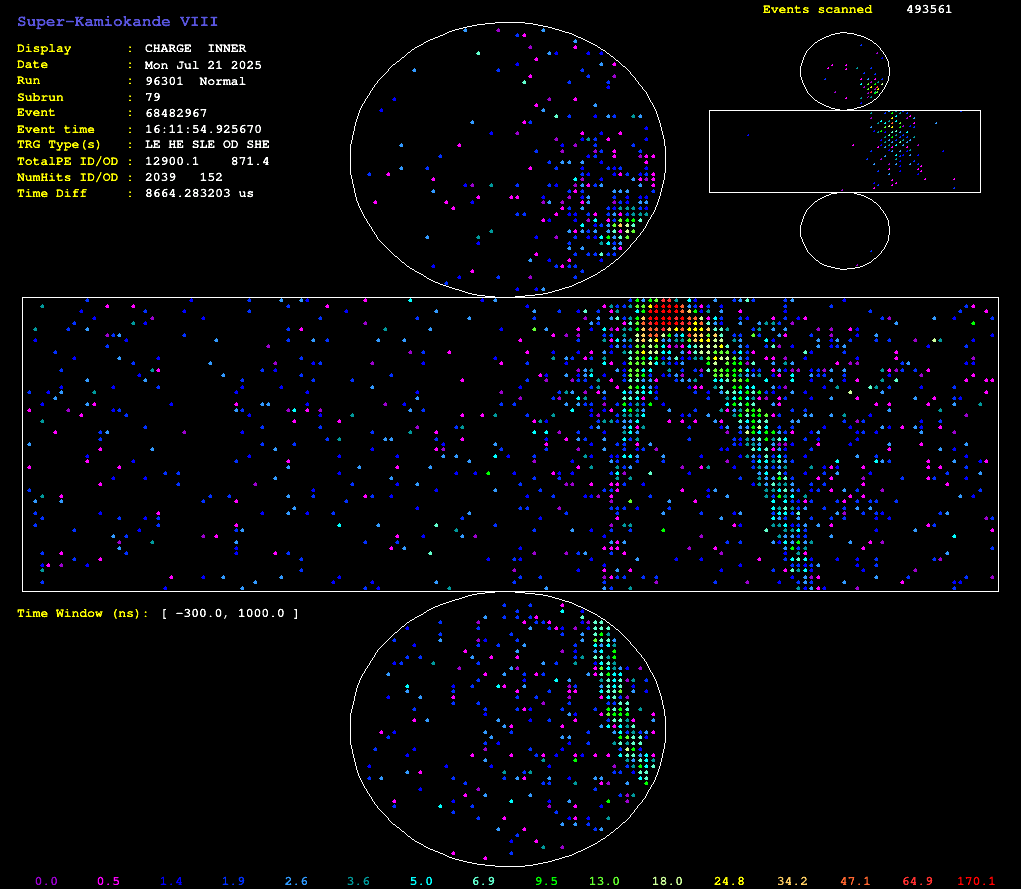 Super-Kamiokande VIII
Display : CHARGE INNER
Date : Mon Jul 21 2025
Run : 96301 Normal
Subrun : 79
Event : 68482967
Event time : 16:11:54.925670
TRG Type(s) : LE HE SLE OD SHE
TotalPE ID/OD : 12900.1 871.4
NumHits ID/OD : 2039 152
Time Diff : 8664.283203 us
Events scanned 493561
Time Window (ns): [ -300.0, 1000.0 ]
0.0 0.5 1.4 1.9 2.6 3.6 5.0 6.9 9.5 13.0 18.0 24.8 34.2 47.1 64.9 170.1